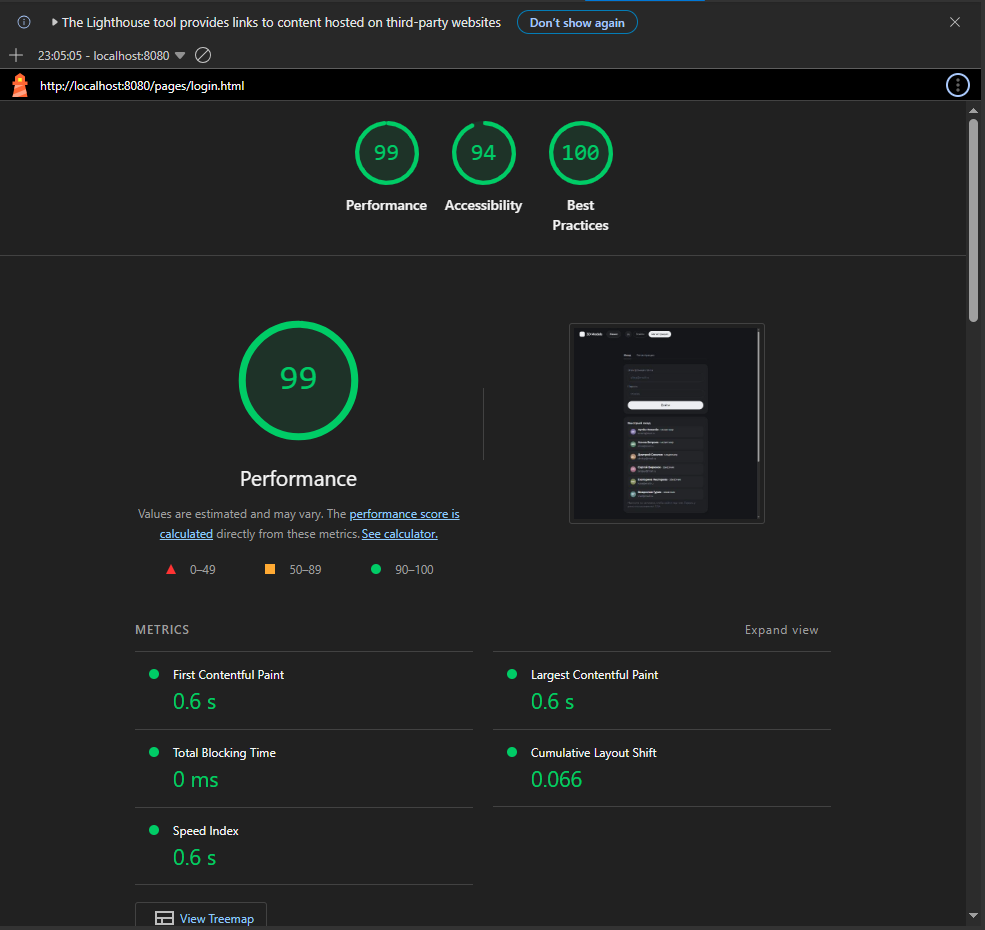 The Lighthouse tool provides links to content hosted on third-party websites
Don't show again
23:05:05 - localhost:8080
http://localhost:8080/pages/login.html
99
94
100
Performance
Accessibility
Best
Practices
99
Performance
Values are estimated and may vary. The performance score is
calculated directly from these metrics. See calculator.
0–49
50–89
90–100
METRICS
Expand view
First Contentful Paint
0.6 s
Largest Contentful Paint
0.6 s
Total Blocking Time
0 ms
Cumulative Layout Shift
0.066
Speed Index
0.6 s
View Treemap